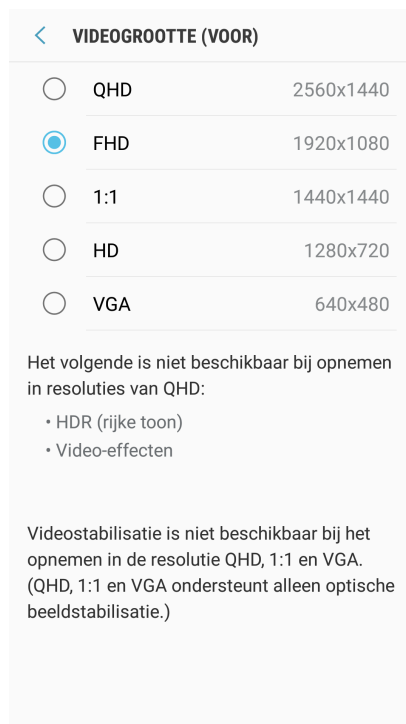 VIDEOGROOTTE (VOOR)
QHD 2560x1440
FHD 1920x1080
1:1 1440x1440
HD 1280x720
VGA 640x480
Het volgende is niet beschikbaar bij opnemen
in resoluties van QHD:
• HDR (rijke toon)
• Video-effecten
Videostabilisatie is niet beschikbaar bij het
opnemen in de resolutie QHD, 1:1 en VGA.
(QHD, 1:1 en VGA ondersteunt alleen optische
beeldstabilisatie.)